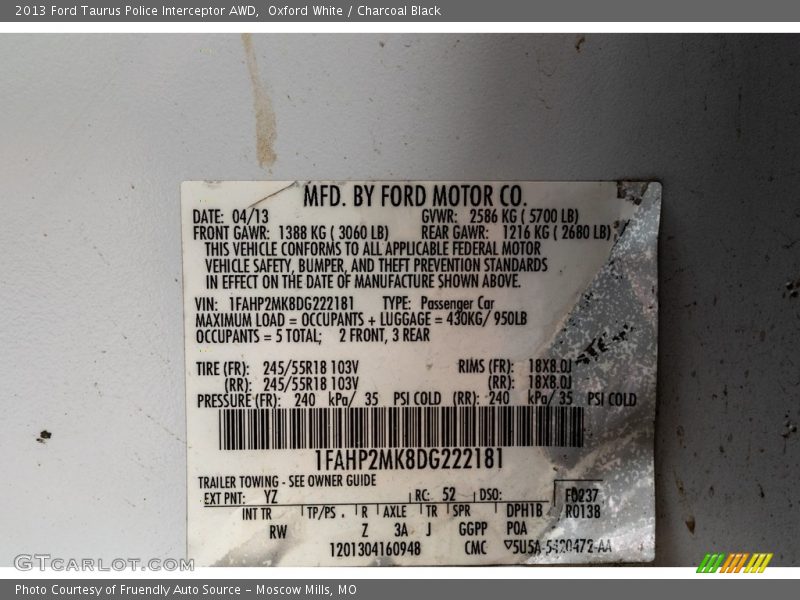 2013 Ford Taurus Police Interceptor AWD,  Oxford White / Charcoal Black
MFD. BY FORD MOTOR CO.
DATE: 04/13 GVWR: 2586 KG ( 5700 LB)
FRONT GAWR: 1388 KG ( 3060 LB) REAR GAWR: 1216 KG ( 2680 LB)
THIS VEHICLE CONFORMS TO ALL APPLICABLE FEDERAL MOTOR
VEHICLE SAFETY, BUMPER, AND THEFT PREVENTION STANDARDS
IN EFFECT ON THE DATE OF MANUFACTURE SHOWN ABOVE.
VIN: 1FAHP2MK8DG222181 TYPE: Passenger Car
MAXIMUM LOAD = OCCUPANTS + LUGGAGE = 430KG/ 950LB
OCCUPANTS = 5 TOTAL; 2 FRONT, 3 REAR
TIRE (FR): 245/55R18 103V RIMS (FR): 18X8.0J
(RR): 245/55R18 103V (RR): 18X8.0J
PRESSURE (FR): 240 kPa/ 35 PSI COLD (RR): 240 kPa/ 35 PSI COLD
1FAHP2MK8DG222181
TRAILER TOWING - SEE OWNER GUIDE
EXT PNT: YZ RC: 52 DSO: F0237
INT TR TP/PS . R AXLE TR SPR DPH1B R0138
RW Z 3A J GGPP POA
1201304160948 CMC ▽5U5A-5420472-AA
GTCarLot.com
Photo Courtesy of Fruendly Auto Source – Moscow Mills, MO